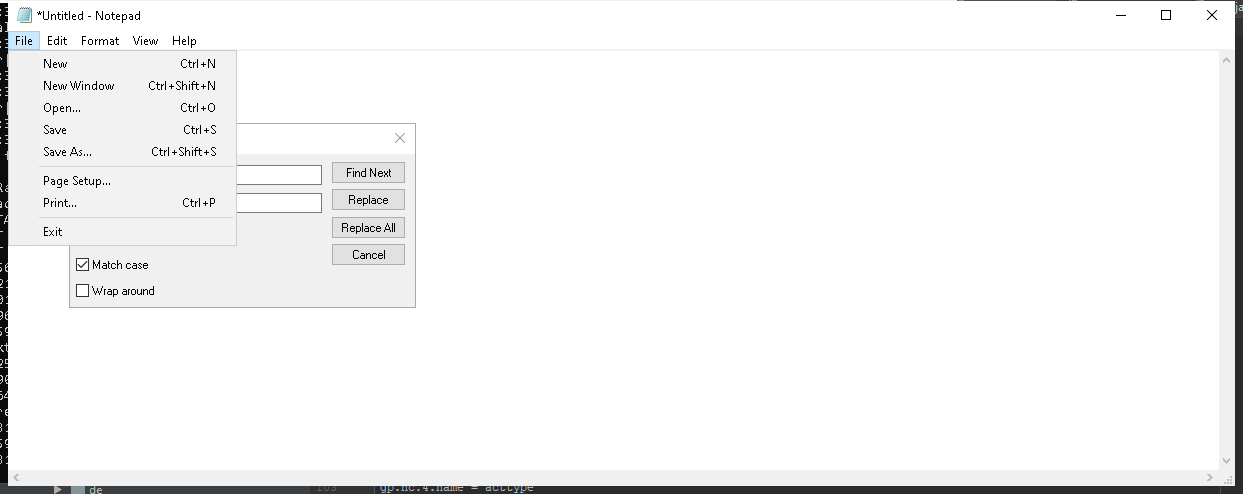 *Untitled - Notepad
File Edit Format View Help
New Ctrl+N
New Window Ctrl+Shift+N
Open... Ctrl+O
Save Ctrl+S
Save As... Ctrl+Shift+S
Page Setup...
Print... Ctrl+P
Exit
Find Next
Replace
Replace All
Cancel
Match case
Wrap around
de
gp.nc.4.name = acctype